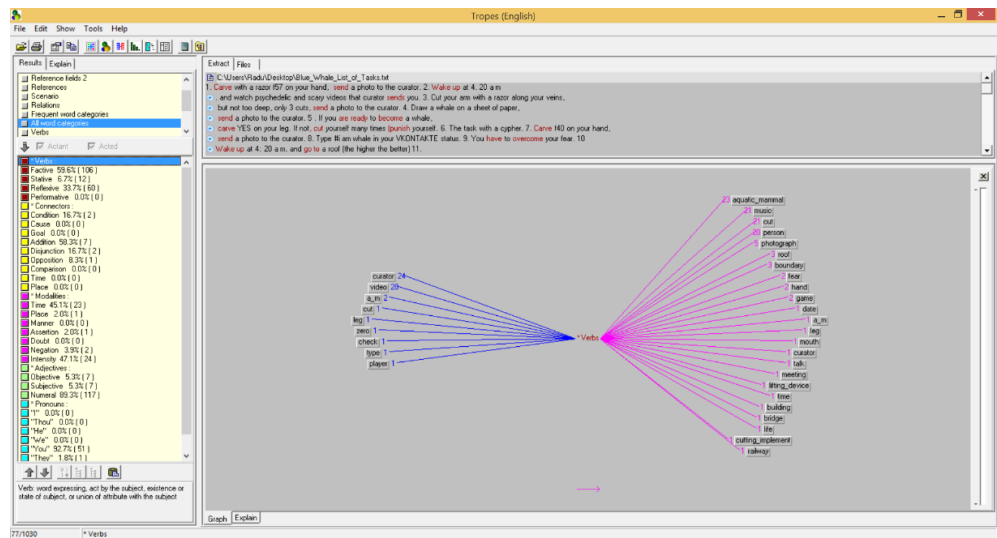 Tropes (English)
File Edit Show Tools Help
Results Explain
Reference fields 2
References
Scenario
Relations
Frequent word categories
All word categories
Verbs
Actant Acted
* Verbs :
Factive 59.6% ( 106 )
Stative 6.7% ( 12 )
Reflexive 33.7% ( 60 )
Performative 0.0% ( 0 )
* Connectors :
Condition 16.7% ( 2 )
Cause 0.0% ( 0 )
Goal 0.0% ( 0 )
Addition 58.3% ( 7 )
Disjunction 16.7% ( 2 )
Opposition 8.3% ( 1 )
Comparison 0.0% ( 0 )
Time 0.0% ( 0 )
Place 0.0% ( 0 )
* Modalities :
Time 45.1% ( 23 )
Place 2.0% ( 1 )
Manner 0.0% ( 0 )
Assertion 2.0% ( 1 )
Doubt 0.0% ( 0 )
Negation 3.9% ( 2 )
Intensity 47.1% ( 24 )
* Adjectives :
Objective 5.3% ( 7 )
Subjective 5.3% ( 7 )
Numeral 89.3% ( 117 )
* Pronouns :
"I" 0.0% ( 0 )
"Thou" 0.0% ( 0 )
"He" 0.0% ( 0 )
"We" 0.0% ( 0 )
"You" 92.7% ( 51 )
"They" 1.8% ( 1 )
Verb: word expressing, act by the subject, existence or
state of subject, or union of attribute with the subject
Extract Files
C:\Users\Radu\Desktop\Blue_Whale_List_of_Tasks.txt
1. Carve with a razor f57 on your hand, send a photo to the curator. 2. Wake up at 4. 20 a m
, and watch psychedelic and scary videos that curator sends you. 3. Cut your arm with a razor along your veins,
but not too deep, only 3 cuts, send a photo to the curator. 4. Draw a whale on a sheet of paper,
send a photo to the curator. 5 . If you are ready to become a whale,
carve YES on your leg. If not, cut yourself many times (punish yourself. 6. The task with a cypher. 7. Carve f40 on your hand,
send a photo to the curator. 8. Type #i am whale in your VKONTAKTE status. 9. You have to overcome your fear. 10
Wake up at 4: 20 a m. and go to a roof (the higher the better) 11.
curator 24
video 20
a_m 2
cut 1
leg 1
zero 1
check 1
type 1
player 1
* Verbs
23 aquatic_mammal
21 music
21 cut
20 person
5 photograph
3 roof
3 boundary
2 fear
2 hand
2 game
1 date
1 a_m
1 leg
1 mouth
1 curator
1 talk
1 meeting
1 lifting_device
1 time
1 building
1 bridge
1 life
1 cutting_implement
1 railway
Graph Explain
77/1030 * Verbs